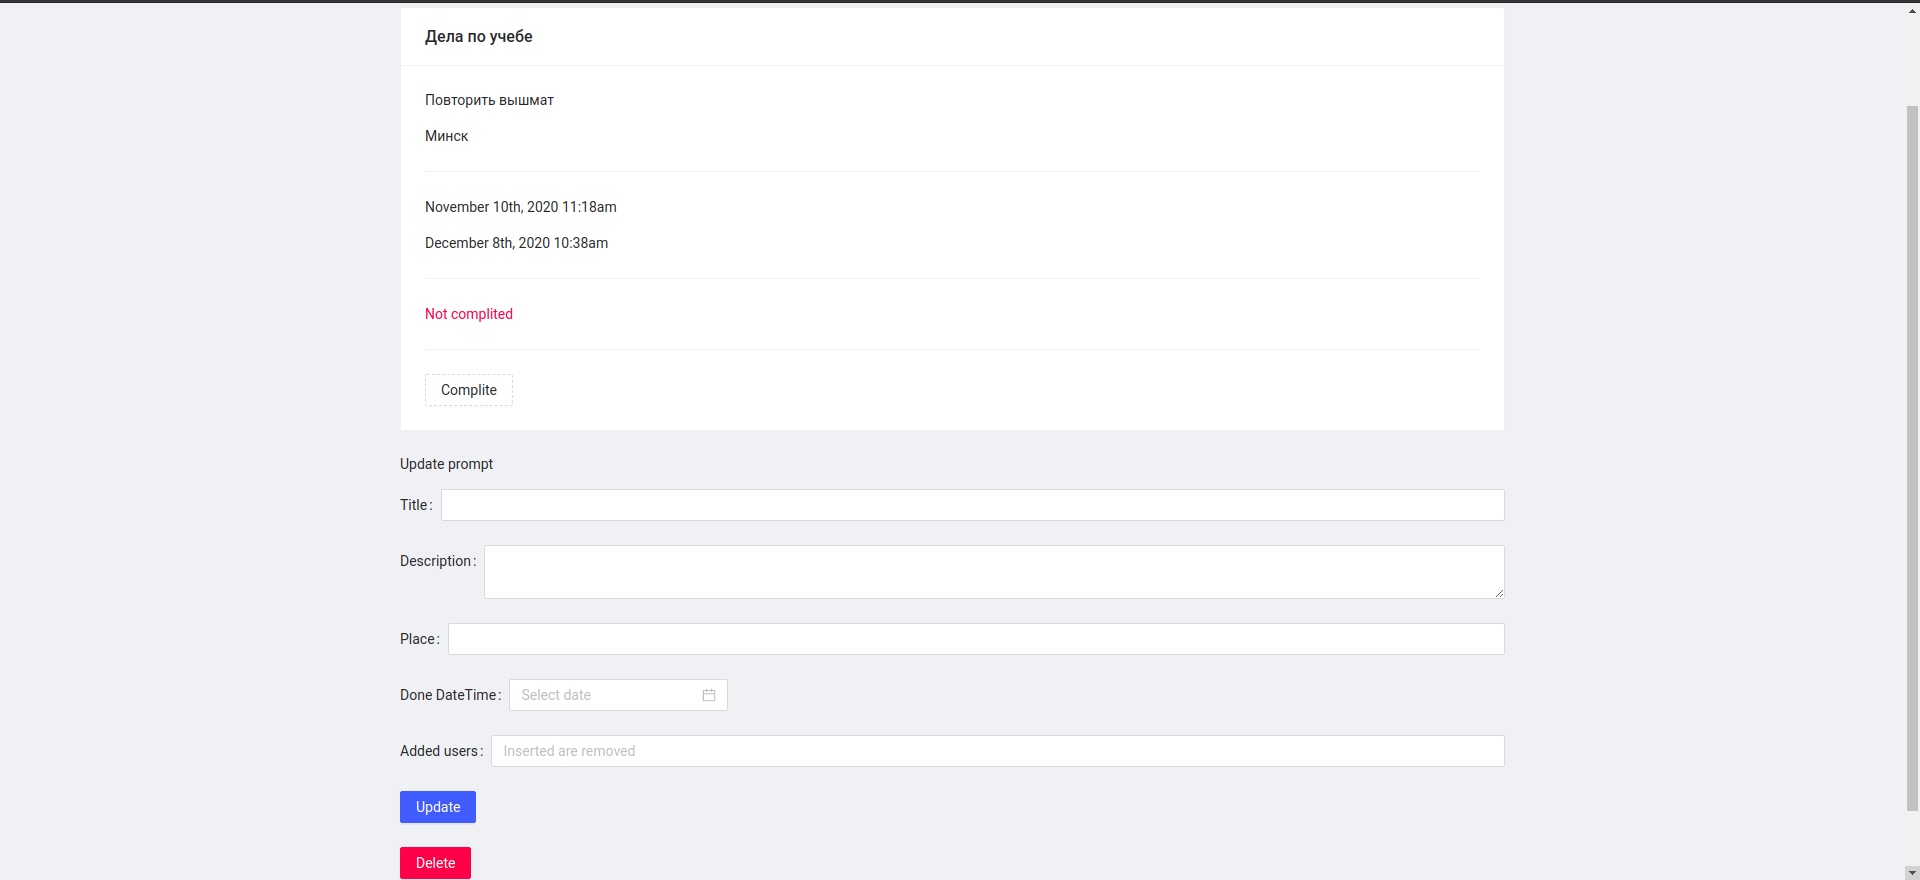 Дела по учебе
Повторить вышмат
Минск
November 10th, 2020 11:18am
December 8th, 2020 10:38am
Not complited
Complite
Update prompt
Title:
Description:
Place:
Done DateTime: Select date
Added users: Inserted are removed
Update
Delete